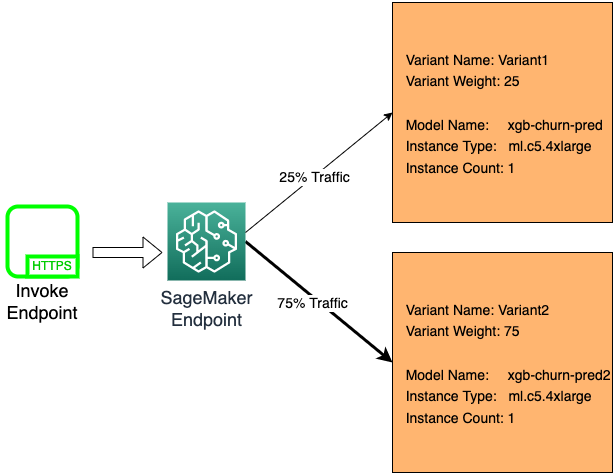 Variant Name: Variant1
Variant Weight: 25
Model Name: xgb-churn-pred
Instance Type: ml.c5.4xlarge
Instance Count: 1
25% Traffic
HTTPS
Invoke
Endpoint
SageMaker
Endpoint
75% Traffic
Variant Name: Variant2
Variant Weight: 75
Model Name: xgb-churn-pred2
Instance Type: ml.c5.4xlarge
Instance Count: 1